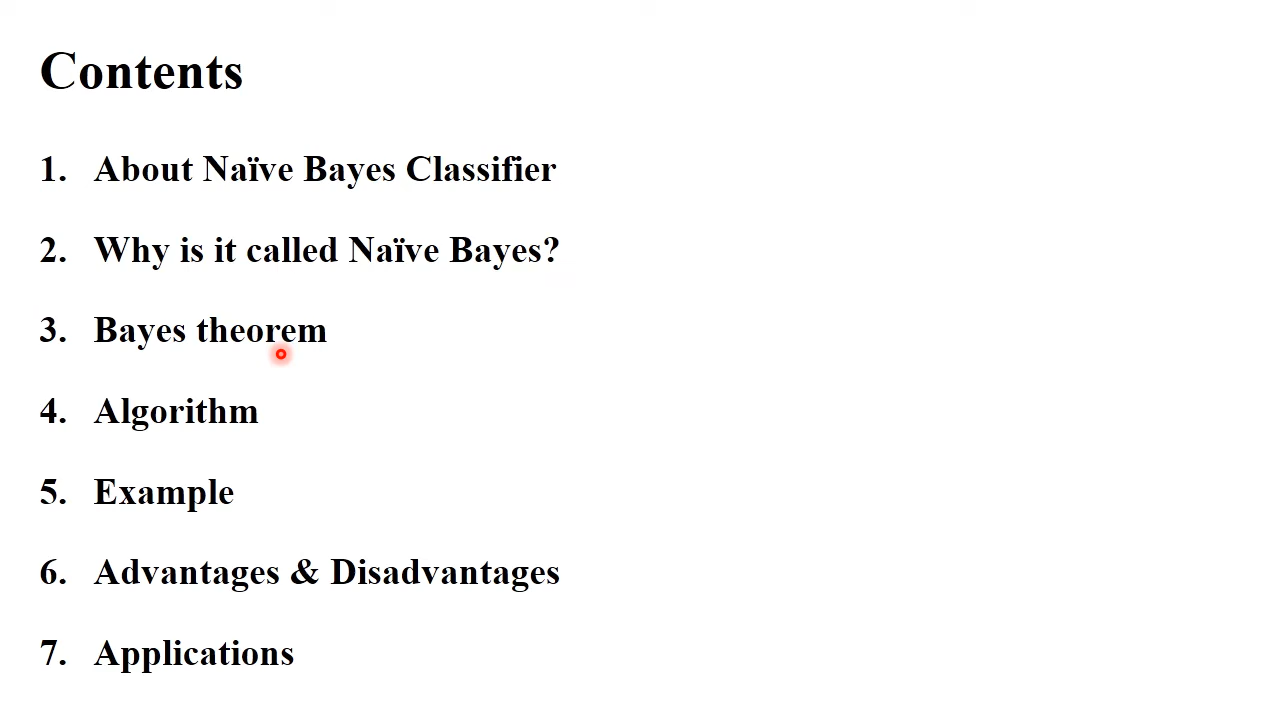 Contents
1. About Naïve Bayes Classifier
2. Why is it called Naïve Bayes?
3. Bayes theorem
4. Algorithm
5. Example
6. Advantages & Disadvantages
7. Applications